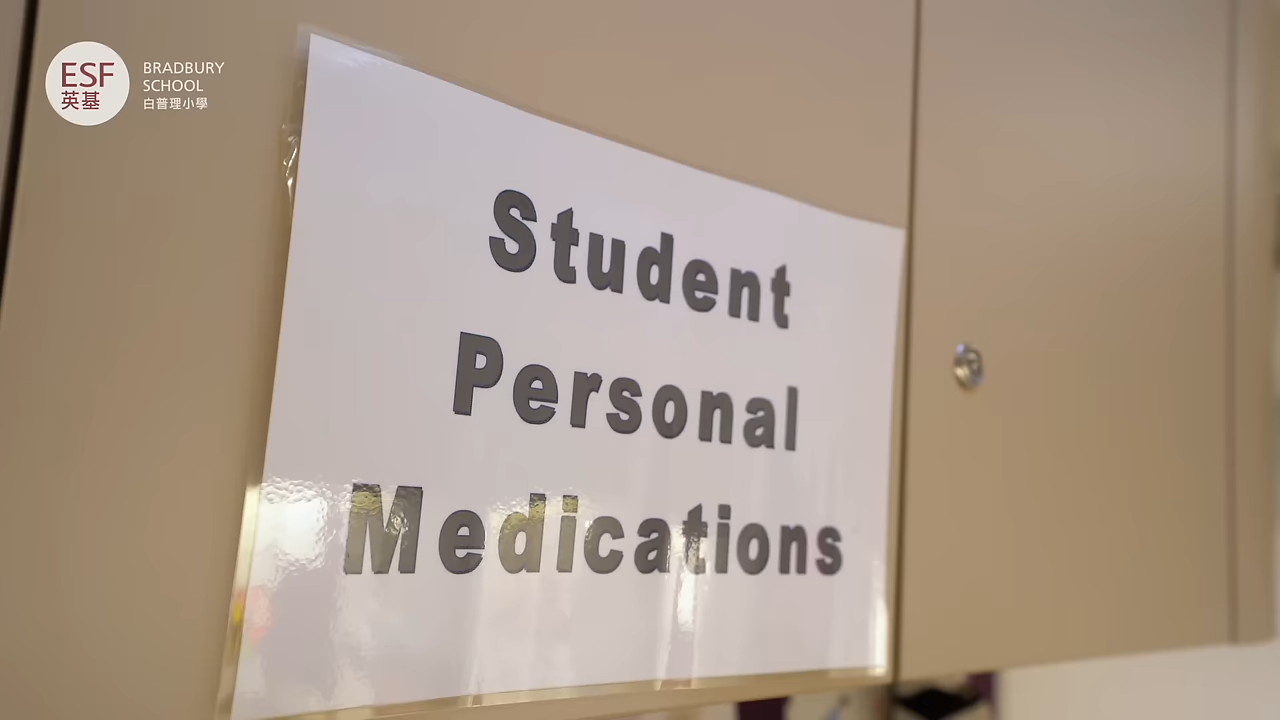 ESF
英基
BRADBURY
SCHOOL
白普理小學
Student
Personal
Medications